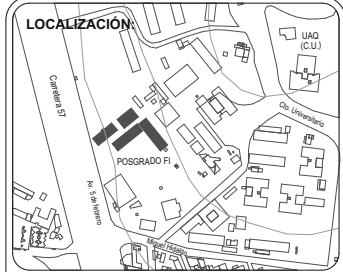 LOCALIZACIÓN:
UAQ
(C.U.)
Carretera 57
Cto. Universitario
POSGRADO FI
Av. 5 de febrero
Miguel Hidalgo